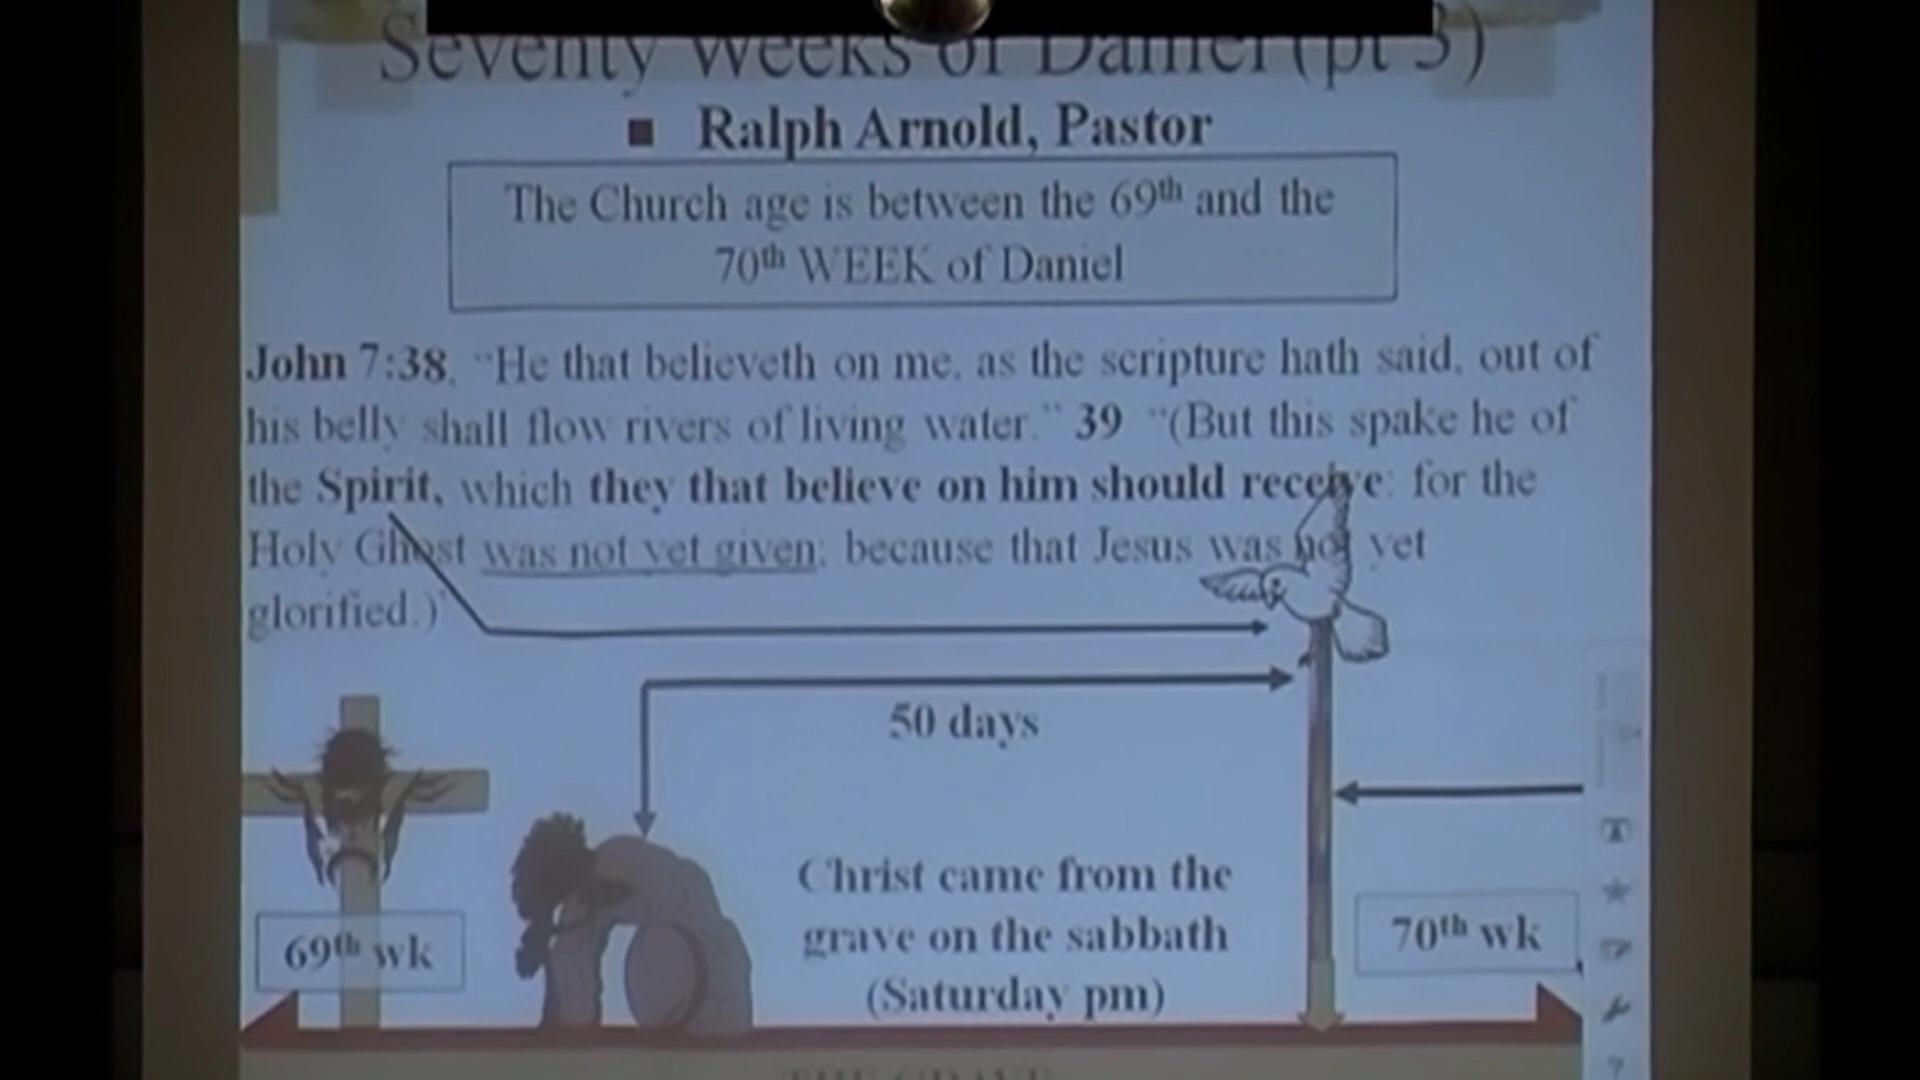 Seventy Weeks of Daniel (pt 3)
■ Ralph Arnold, Pastor
The Church age is between the 69th and the
70th WEEK of Daniel
John 7:38, "He that believeth on me, as the scripture hath said, out of
his belly shall flow rivers of living water." 39 "(But this spake he of
the Spirit, which they that believe on him should receive: for the
Holy Ghost was not yet given; because that Jesus was not yet
glorified.)"
50 days
Christ came from the
grave on the sabbath
(Saturday pm)
69th wk
70th wk
THE GRAVE